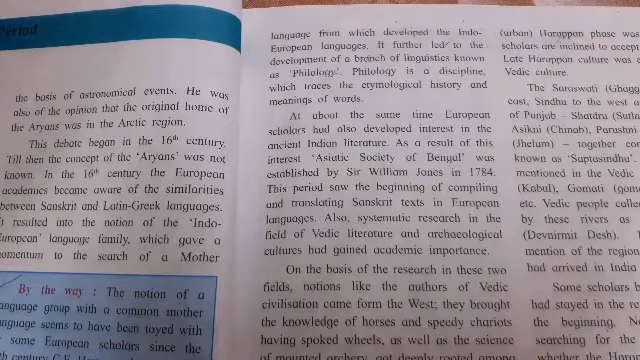 Period
the basis of astronomical events. He was
also of the opinion that the original home of
the Aryans was in the Arctic region.
This debate began in the 16th century.
Till then the concept of the 'Aryans' was not
known. In the 16th century the European
academics became aware of the similarities
between Sanskrit and Latin-Greek languages.
It resulted into the notion of the 'Indo-
European' language family, which gave a
momentum to the search of a Mother
By the way : The notion of a
language group with a common mother
language seems to have been toyed with
some European scholars since the
century C.E.
language from which developed the Indo-
European languages. It further led to the
development of a branch of linguistics known
as 'Philology'. Philology is a discipline,
which traces the etymological history and
meanings of words.
At about the same time European
scholars had also developed interest in the
ancient Indian literature. As a result of this
interest 'Asiatic Society of Bengal' was
established by Sir William Jones in 1784.
This period saw the beginning of compiling
and translating Sanskrit texts in European
languages. Also, systematic research in the
field of Vedic literature and archaeological
cultures had gained academic importance.
On the basis of the research in these two
fields, notions like the authors of Vedic
civilisation came form the West; they brought
the knowledge of horses and speedy chariots
having spoked wheels, as well as the science
of mounted archery, got deeply rooted among
(urban) Harappan phase was
scholars are inclined to accept
Late Harappan culture was
Vedic culture.
The Saraswati (Ghagg
east, Sindhu to the west a
of Punjab - Shatdru (Sutla
Asikni (Chinab), Parushni
(Jhelum) - together con
known as 'Saptasindhu'.
mentioned in the Vedic
(Kabul), Gomati (gom
etc. Vedic people calle
by these rivers as
(Devnirmit Desh).
mention of the region
had arrived in India
Some scholars b
had stayed in the re
the beginning. No
searching for the
whether the Hor